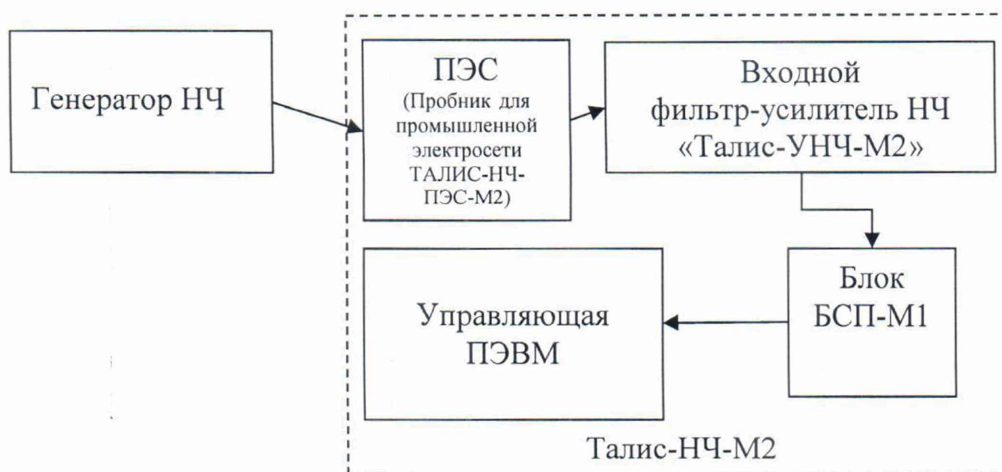 Генератор НЧ
ПЭС
(Пробник для
промышленной
электросети
ТАЛИС-НЧ-
ПЭС-М2)
Входной
фильтр-усилитель НЧ
«Талис-УНЧ-М2»
Блок
БСП-М1
Управляющая
ПЭВМ
Талис-НЧ-М2